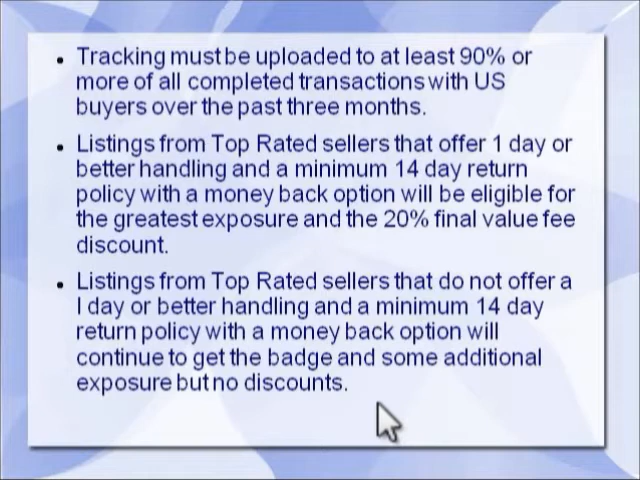 • Tracking must be uploaded to at least 90% or
more of all completed transactions with US
buyers over the past three months.
• Listings from Top Rated sellers that offer 1 day or
better handling and a minimum 14 day return
policy with a money back option will be eligible for
the greatest exposure and the 20% final value fee
discount.
• Listings from Top Rated sellers that do not offer a
I day or better handling and a minimum 14 day
return policy with a money back option will
continue to get the badge and some additional
exposure but no discounts.